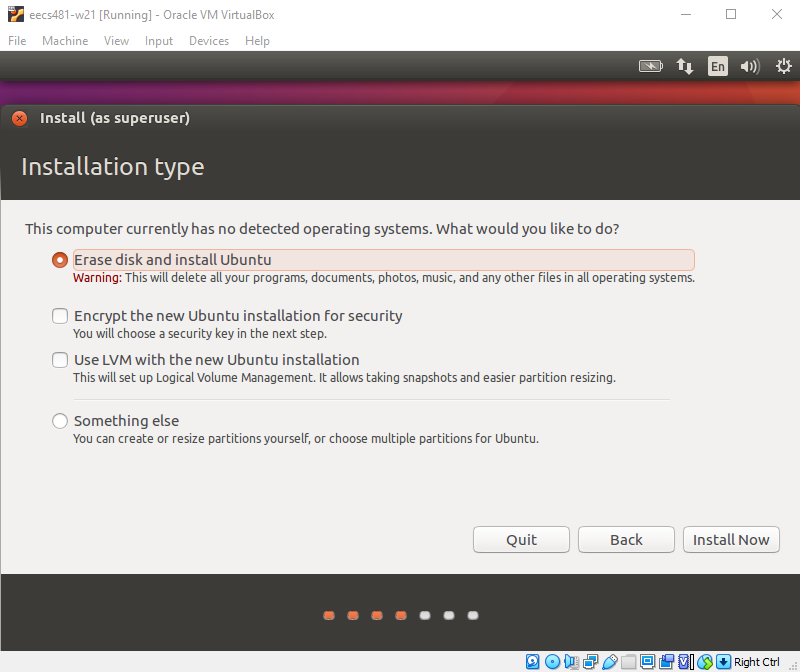 eecs481-w21 [Running] - Oracle VM VirtualBox
File Machine View Input Devices Help
En
Install (as superuser)
Installation type
This computer currently has no detected operating systems. What would you like to do?
Erase disk and install Ubuntu
Warning: This will delete all your programs, documents, photos, music, and any other files in all operating systems.
Encrypt the new Ubuntu installation for security
You will choose a security key in the next step.
Use LVM with the new Ubuntu installation
This will set up Logical Volume Management. It allows taking snapshots and easier partition resizing.
Something else
You can create or resize partitions yourself, or choose multiple partitions for Ubuntu.
Quit Back Install Now
Right Ctrl